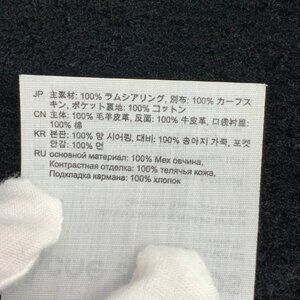 JP 主素材: 100% ラムシアリング, 別布: 100% カーフス
キン, ポケット裏地: 100% コットン
CN 主体: 100% 毛羊皮革, 反面: 100% 牛皮革, 口袋衬層:
100% 棉
KR 본판: 100% 양 시어링, 대비: 100% 송아지 가죽, 포켓
안감: 100% 면
RU основной материал: 100% Мех овчина,
Контрастная отделка: 100% телячья кожа,
Подкладка кармана: 100% хлопок